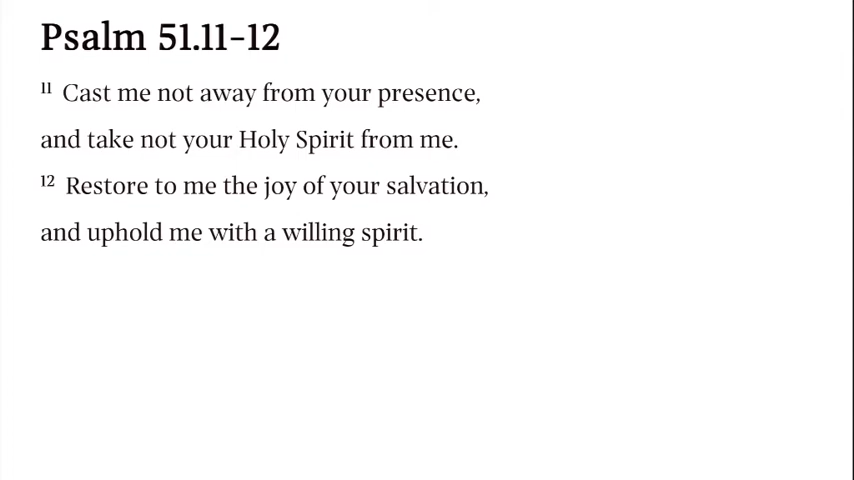 Psalm 51.11-12
11 Cast me not away from your presence,
and take not your Holy Spirit from me.
12 Restore to me the joy of your salvation,
and uphold me with a willing spirit.